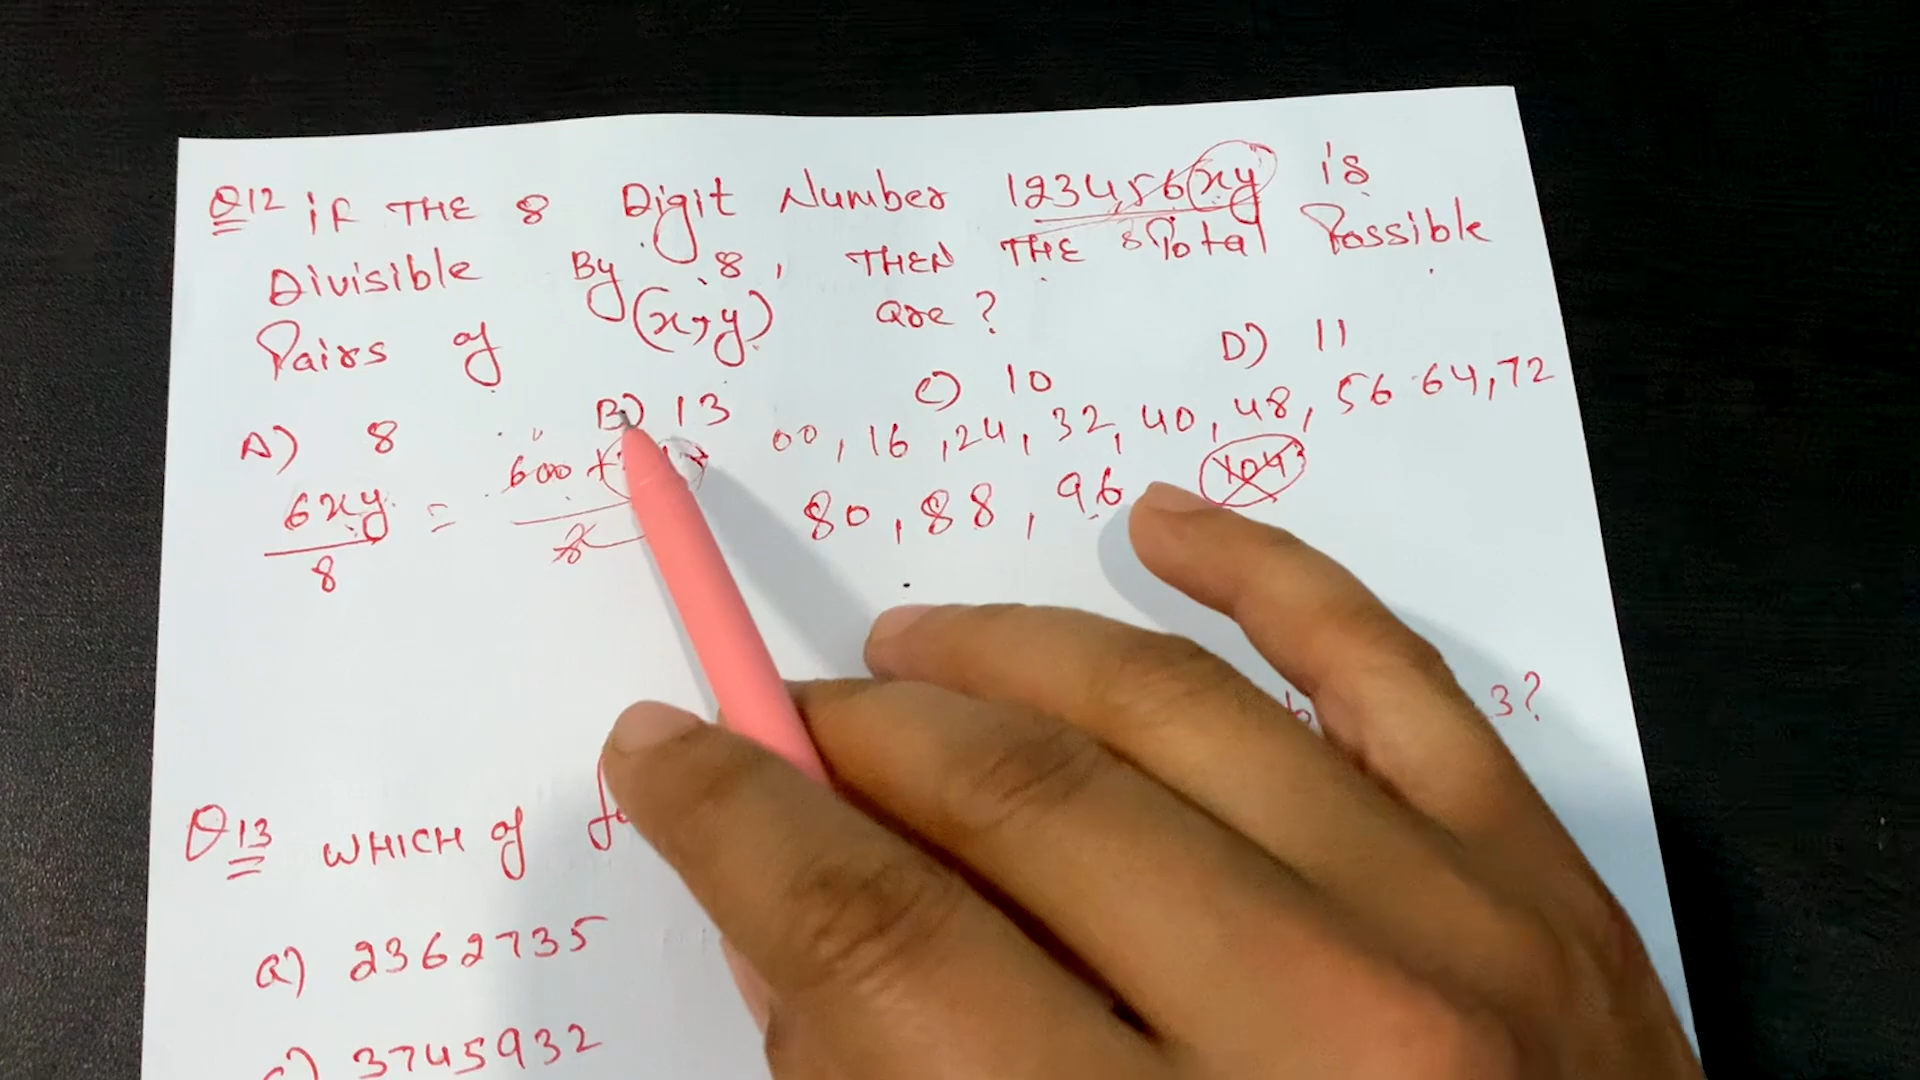 Q12 iF THE 8 Digit Number 123456xy is
Divisible By 8, THEN THE Total Possible
Pairs of (x,y) are ?
A) 8 B) 13 C) 10 D) 11
00, 16, 24, 32, 40, 48, 56 64, 72
80, 88, 96 104
6xy = 600 +
8 8
3?
Q13 WHICH of
a) 2362735
c) 3745932